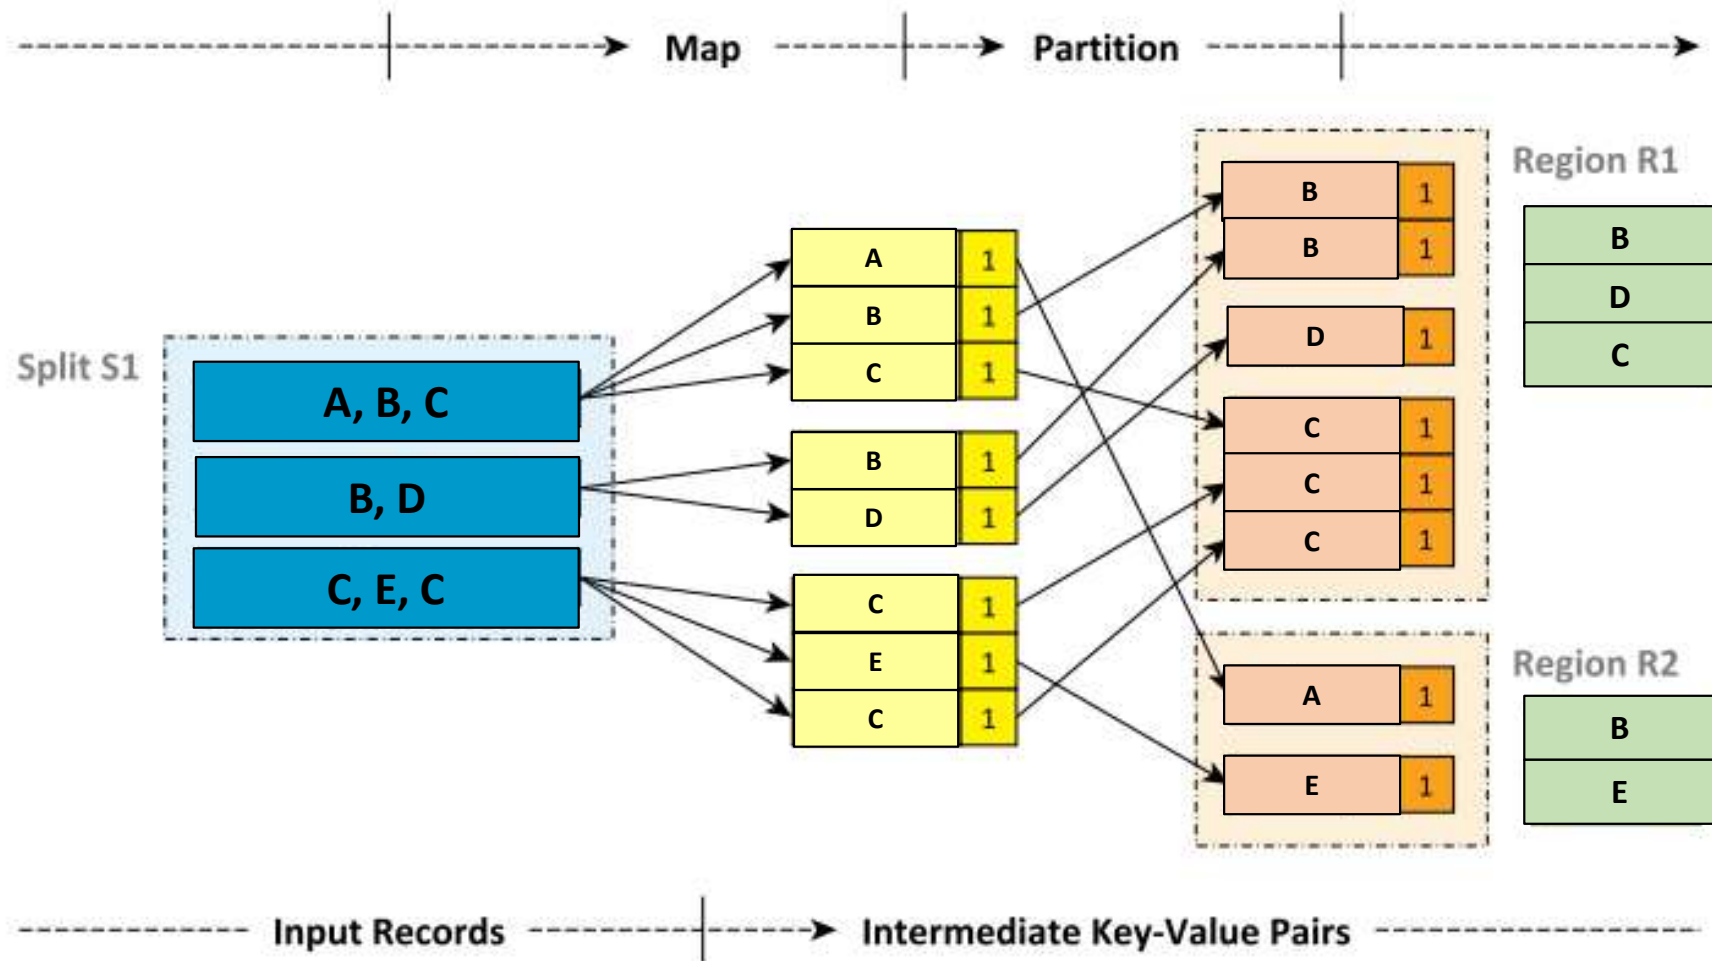 Map
Partition
Split S1
A, B, C
B, D
C, E, C
A 1
B 1
C 1
B 1
D 1
C 1
E 1
C 1
B 1
B 1
D 1
C 1
C 1
C 1
A 1
E 1
Region R1
B
D
C
Region R2
B
E
Input Records
Intermediate Key-Value Pairs